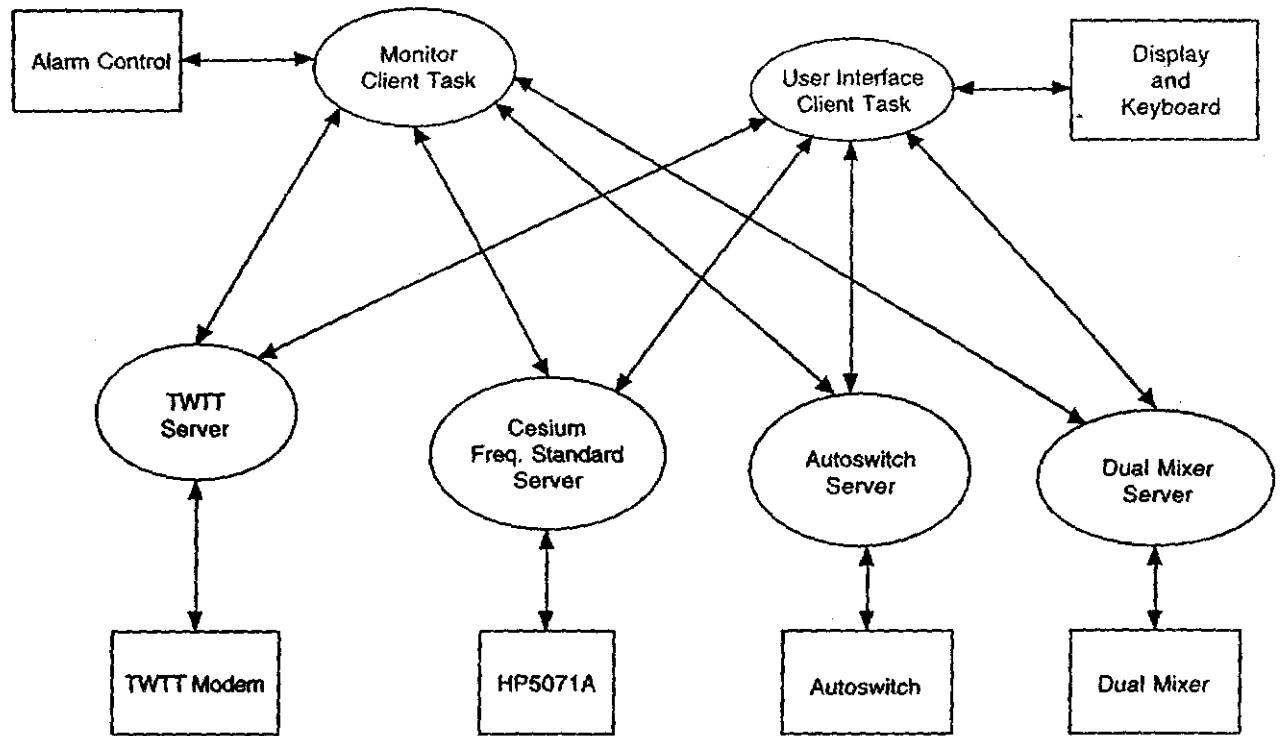 Alarm Control
Monitor
Client Task
User Interface
Client Task
Display
and
Keyboard
TWTT
Server
Cesium
Freq. Standard
Server
Autoswitch
Server
Dual Mixer
Server
TWTT Modem
HP5071A
Autoswitch
Dual Mixer